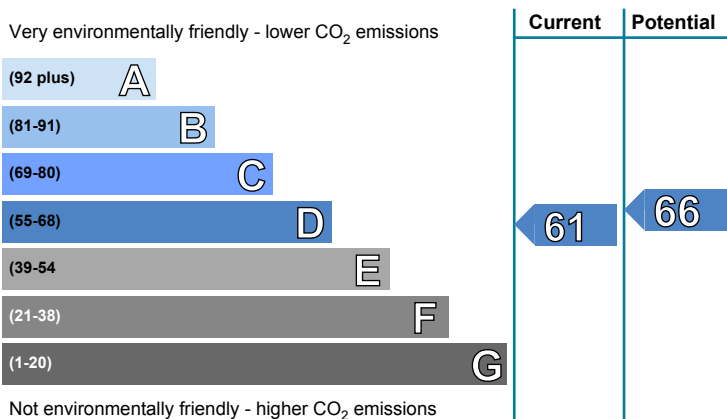 Current Potential
Very environmentally friendly - lower CO2 emissions
(92 plus) A
(81-91) B
(69-80) C
(55-68) D
61
66
(39-54 E
(21-38) F
(1-20) G
Not environmentally friendly - higher CO2 emissions